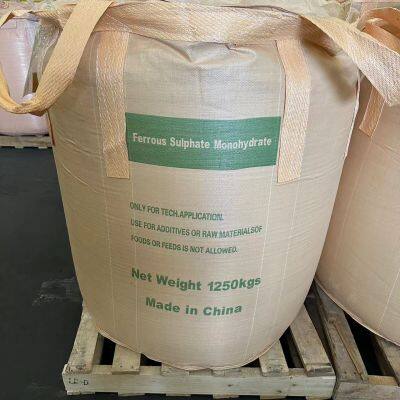 Ferrous Sulphate Monohydrate
ONLY FOR TECH.APPLICATION.
USE FOR ADDITIVES OR RAW MATERIALSOF
FOODS OR FEEDS IS NOT ALLOWED.
Net Weight 1250kgs
Made in China